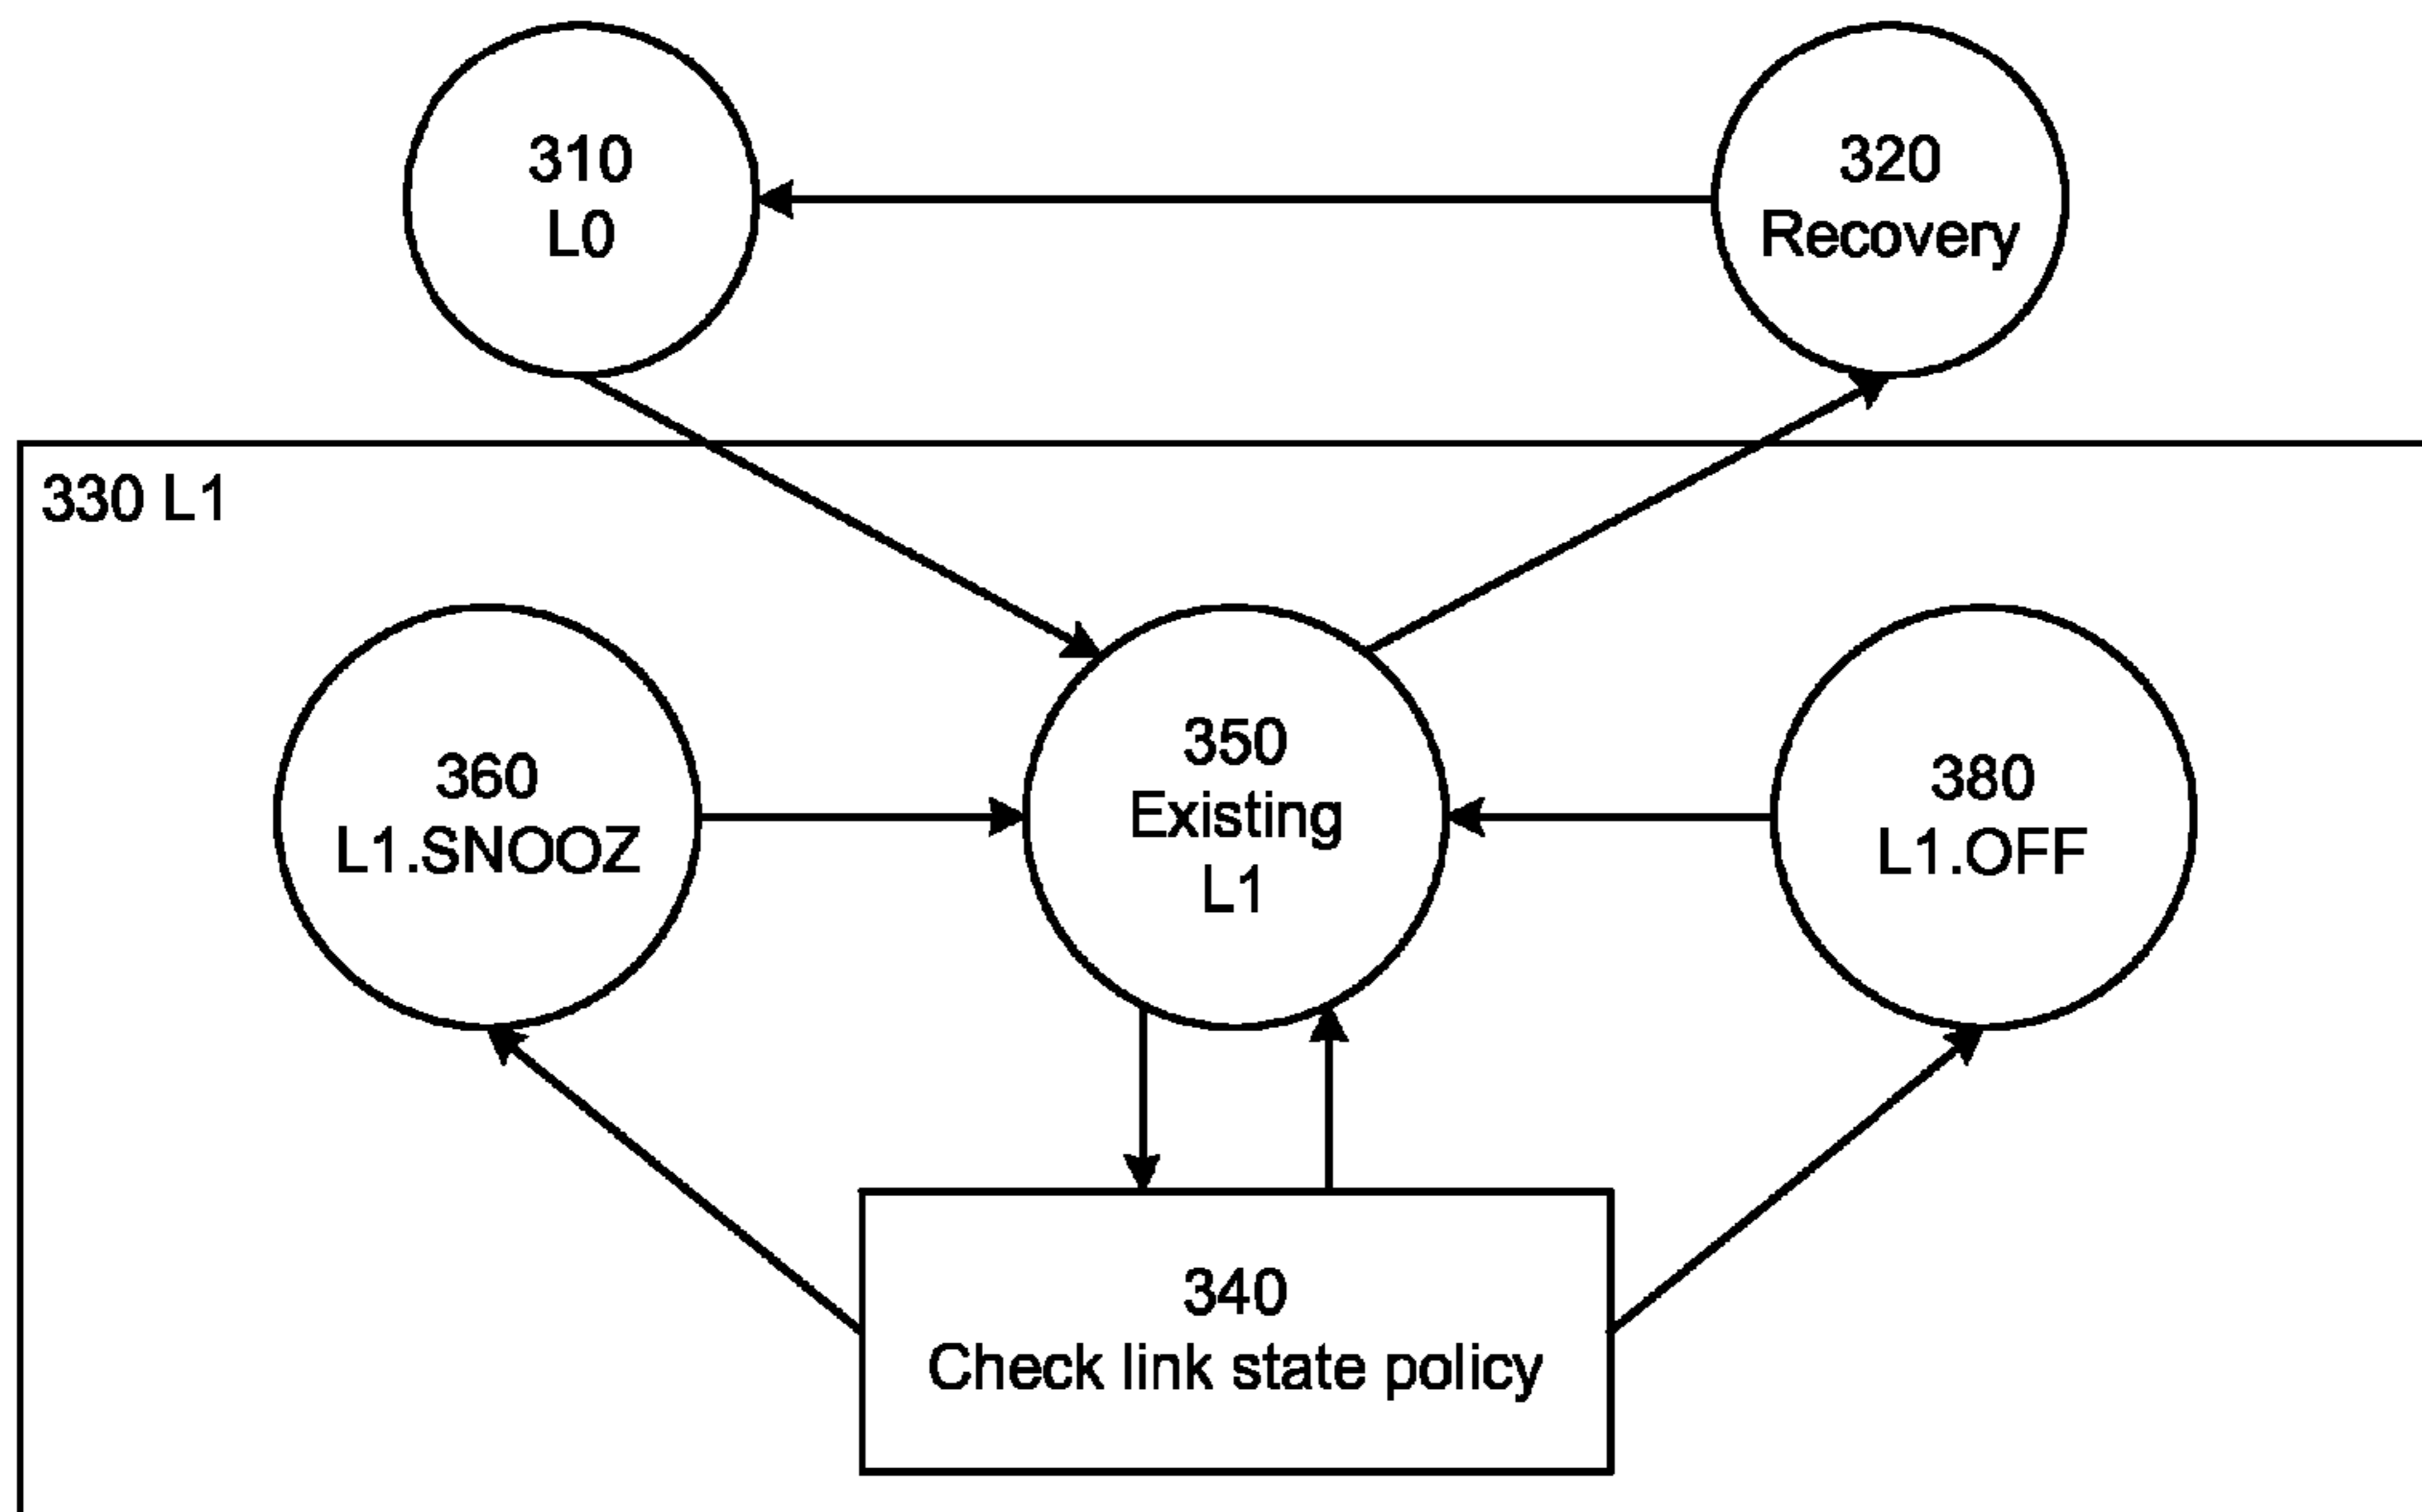 310
L0
320
Recovery
330 L1
360
L1.SNOOZ
350
Existing
L1
380
L1.OFF
340
Check link state policy